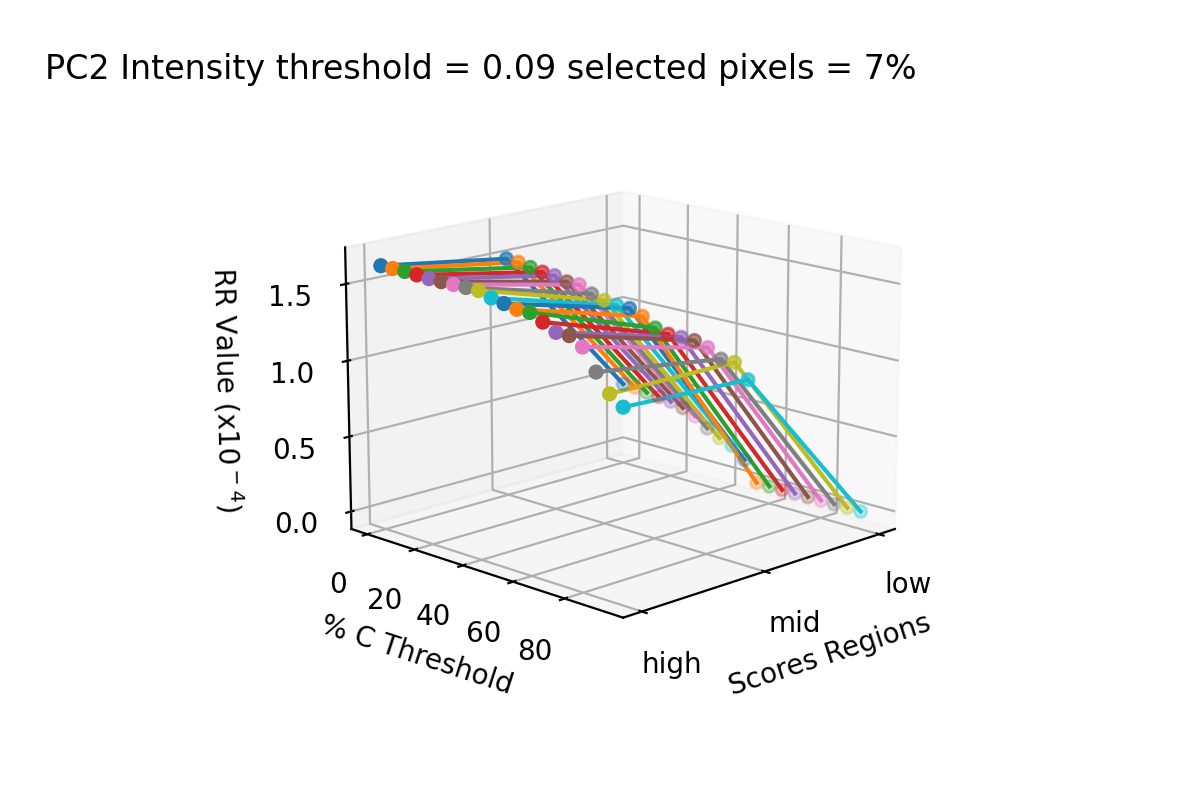 PC2 Intensity threshold = 0.09 selected pixels = 7%
RR Value (x10⁻⁴)
1.5
1.0
0.5
0.0
0
20
40
60
80
% C Threshold
high
mid
low
Scores Regions